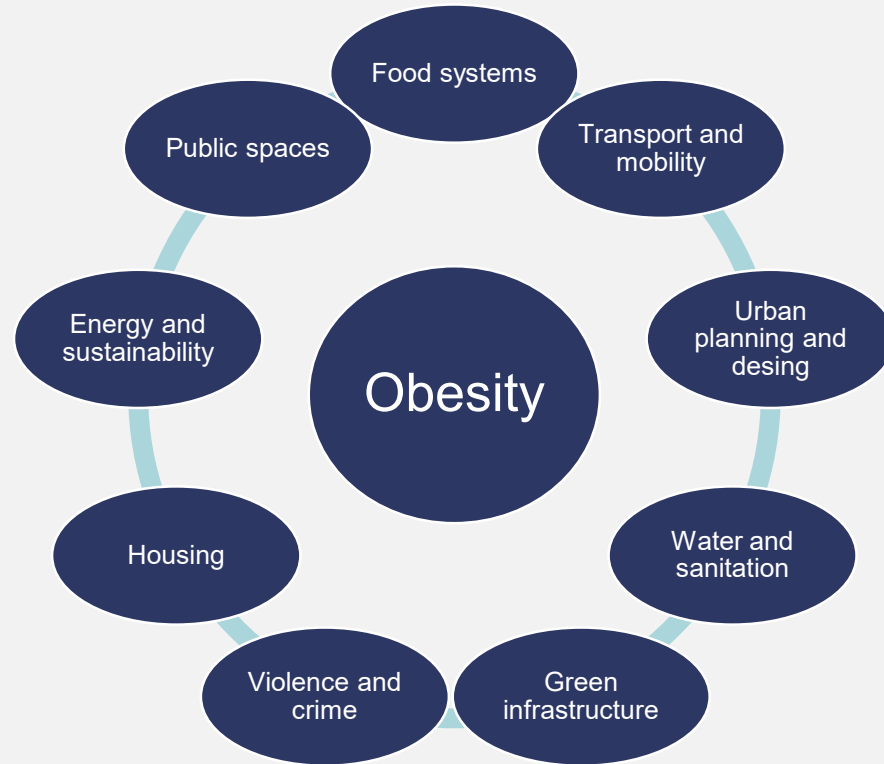 Food systems
Transport and
mobility
Urban
planning and
desing
Water and
sanitation
Green
infrastructure
Violence and
crime
Housing
Energy and
sustainability
Public spaces
Obesity